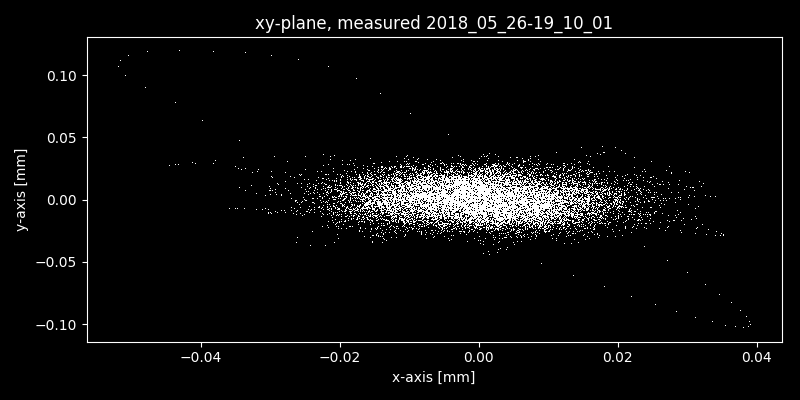 xy-plane, measured 2018_05_26-19_10_01
0.10
0.05
0.00
−0.05
−0.10
y-axis [mm]
−0.04 −0.02 0.00 0.02 0.04
x-axis [mm]